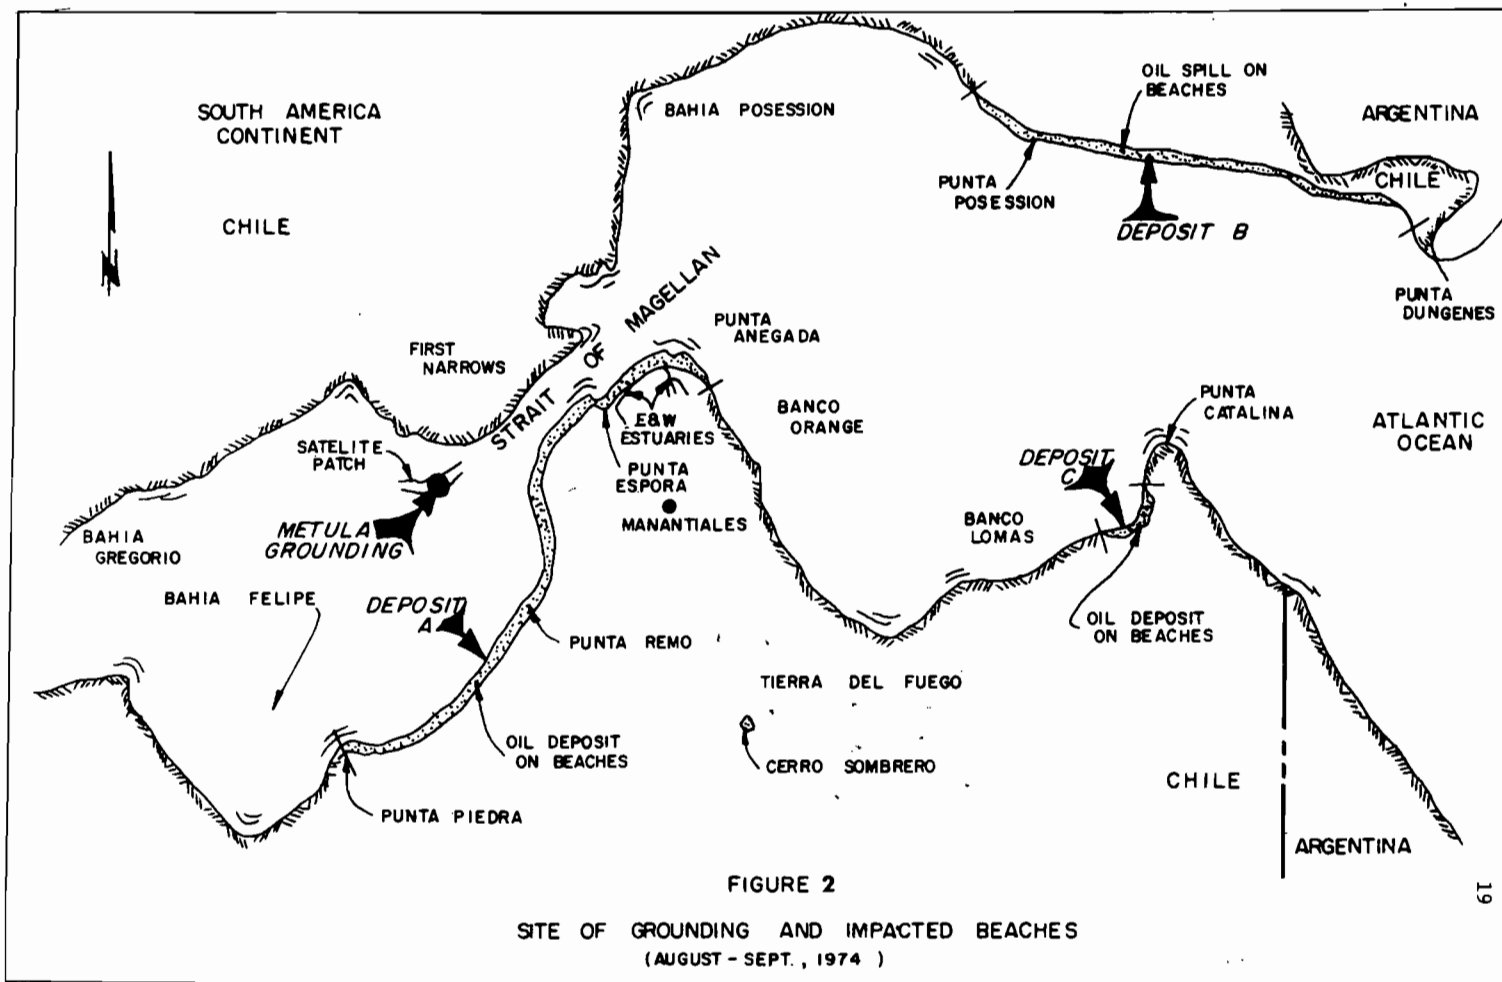 SOUTH AMERICA
CONTINENT
CHILE
BAHIA POSESSION
OIL SPILL ON
BEACHES
ARGENTINA
CHILE
PUNTA
POSESSION
DEPOSIT B
PUNTA
DUNGENES
STRAIT OF MAGELLAN
FIRST
NARROWS
PUNTA
ANEGADA
E&W
ESTUARIES
BANCO
ORANGE
PUNTA
CATALINA
ATLANTIC
OCEAN
SATELITE
PATCH
PUNTA
ESPORA
MANANTIALES
DEPOSIT
C
BANCO
LOMAS
METULA
GROUNDING
BAHIA
GREGORIO
BAHIA FELIPE
DEPOSIT
A
PUNTA REMO
OIL DEPOSIT
ON BEACHES
TIERRA DEL FUEGO
OIL DEPOSIT
ON BEACHES
CERRO SOMBRERO
PUNTA PIEDRA
CHILE
ARGENTINA
FIGURE 2
SITE OF GROUNDING AND IMPACTED BEACHES
(AUGUST - SEPT., 1974 )
19